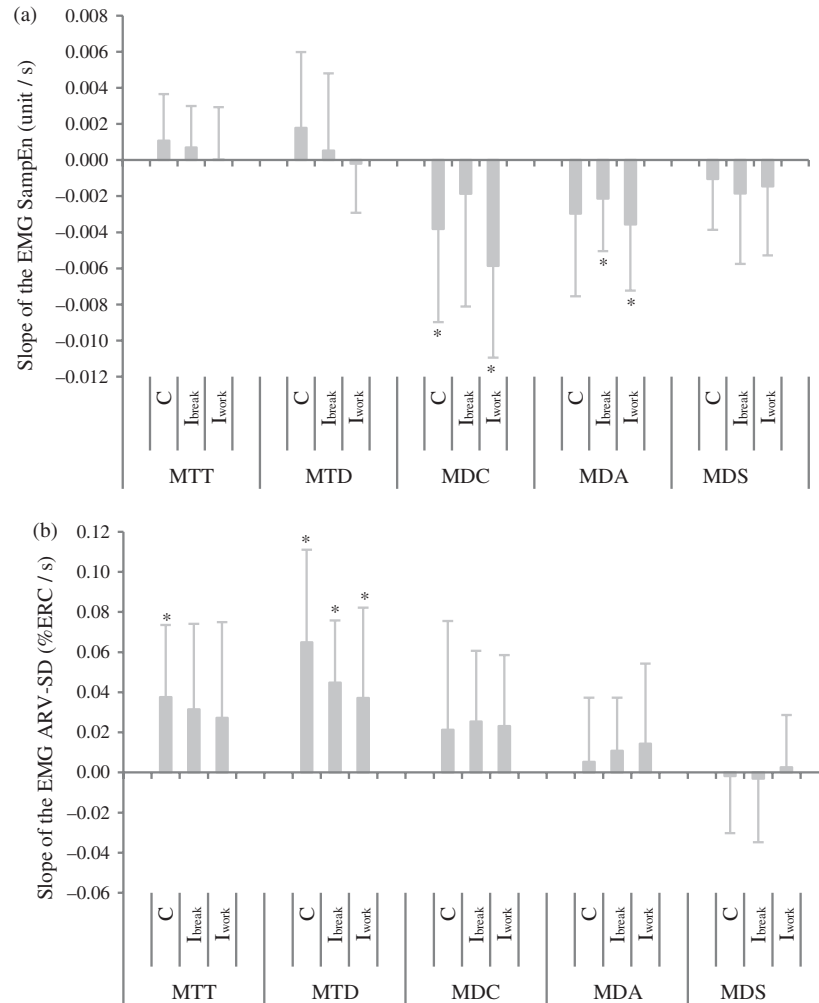 (a)
Slope of the EMG SampEn (unit / s)
0.008
0.006
0.004
0.002
0.000
–0.002
–0.004
–0.006
–0.008
–0.010
–0.012
* * * *
C Ibreak Iwork C Ibreak Iwork C Ibreak Iwork C Ibreak Iwork C Ibreak Iwork
MTT MTD MDC MDA MDS
(b)
Slope of the EMG ARV-SD (%ERC / s)
0.12
0.10
0.08
0.06
0.04
0.02
0.00
–0.02
–0.04
–0.06
* * * *
C Ibreak Iwork C Ibreak Iwork C Ibreak Iwork C Ibreak Iwork C Ibreak Iwork
MTT MTD MDC MDA MDS